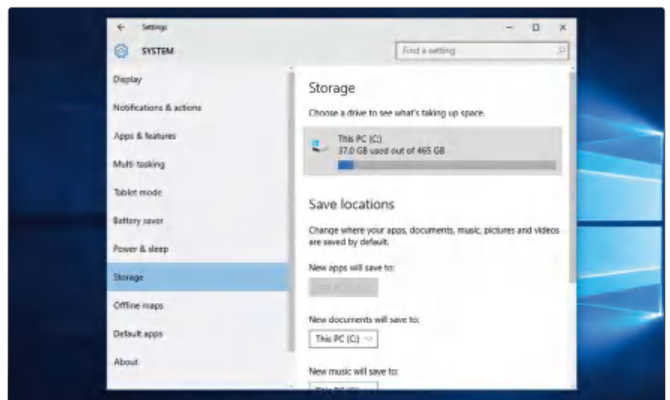 Settings
SYSTEM
Find a setting
Display
Notifications & actions
Apps & features
Multi-tasking
Tablet mode
Battery saver
Power & sleep
Storage
Offline maps
Default apps
About
Storage
Choose a drive to see what's taking up space.
This PC (C:)
37.0 GB used out of 465 GB
Save locations
Change where your apps, documents, music, pictures and videos
are saved by default.
New apps will save to:
New documents will save to:
This PC (C:)
New music will save to: